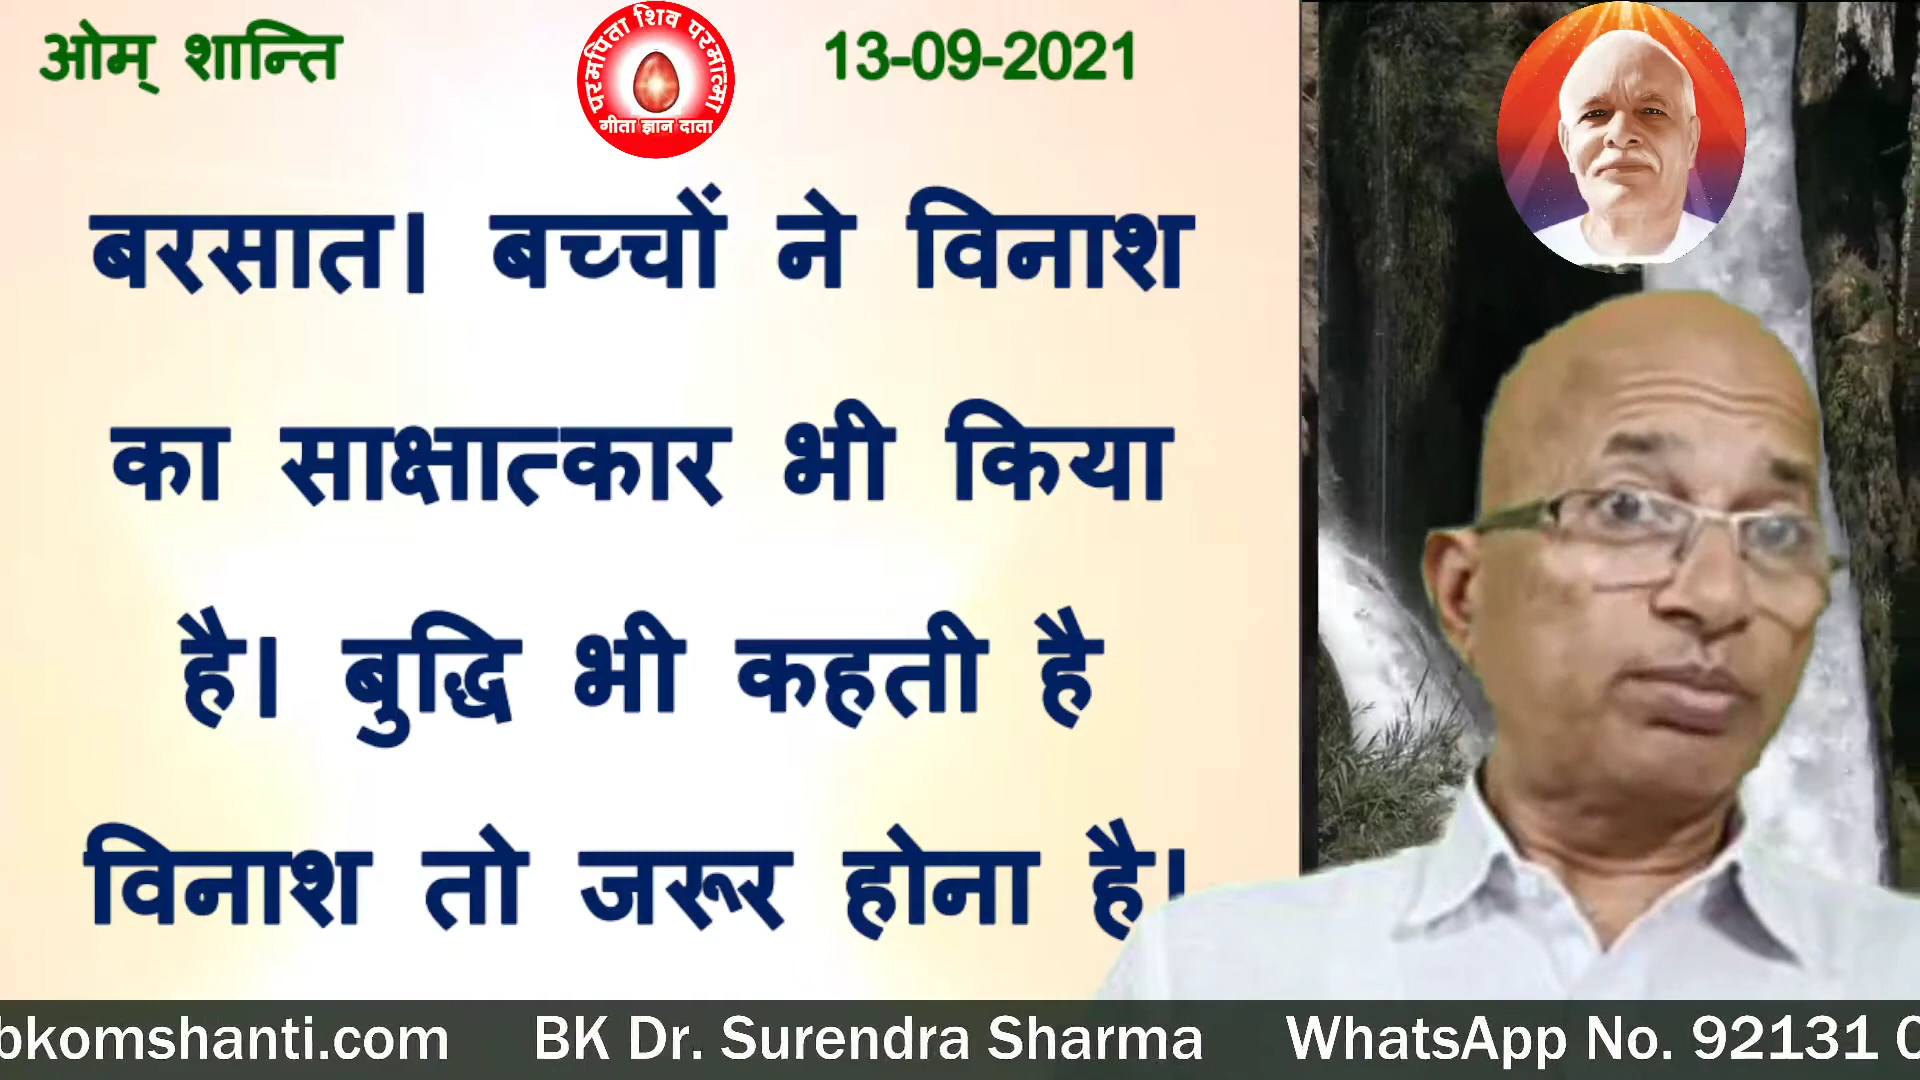 ओम् शान्ति
परमपिता शिव परमात्मा
गीता ज्ञान दाता
13-09-2021
बरसात। बच्चों ने विनाश
का साक्षात्कार भी किया
है। बुद्धि भी कहती है
विनाश तो जरूर होना है।
bkomshanti.com BK Dr. Surendra Sharma WhatsApp No. 92131